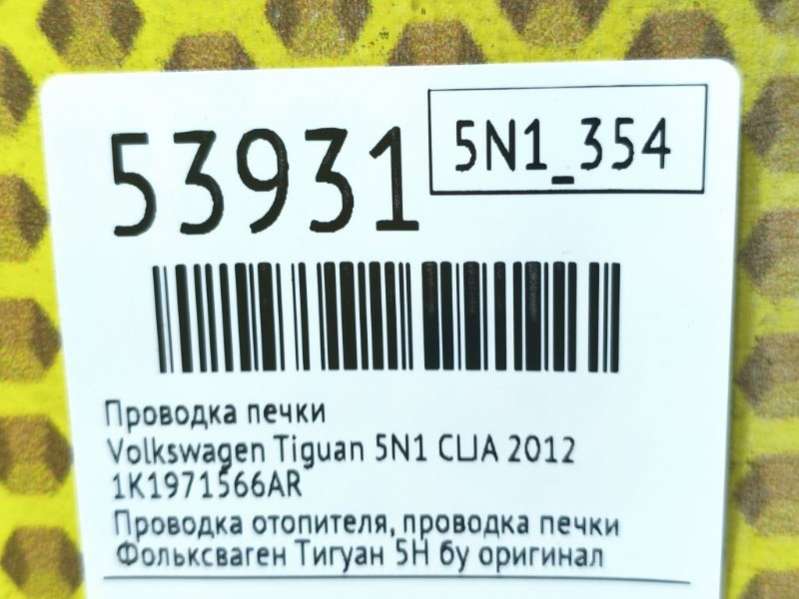 53931
5N1_354
Проводка печки
Volkswagen Tiguan 5N1 CLJA 2012
1K1971566AR
Проводка отопителя, проводка печки
Фольксваген Тигуан 5Н бу оригинал